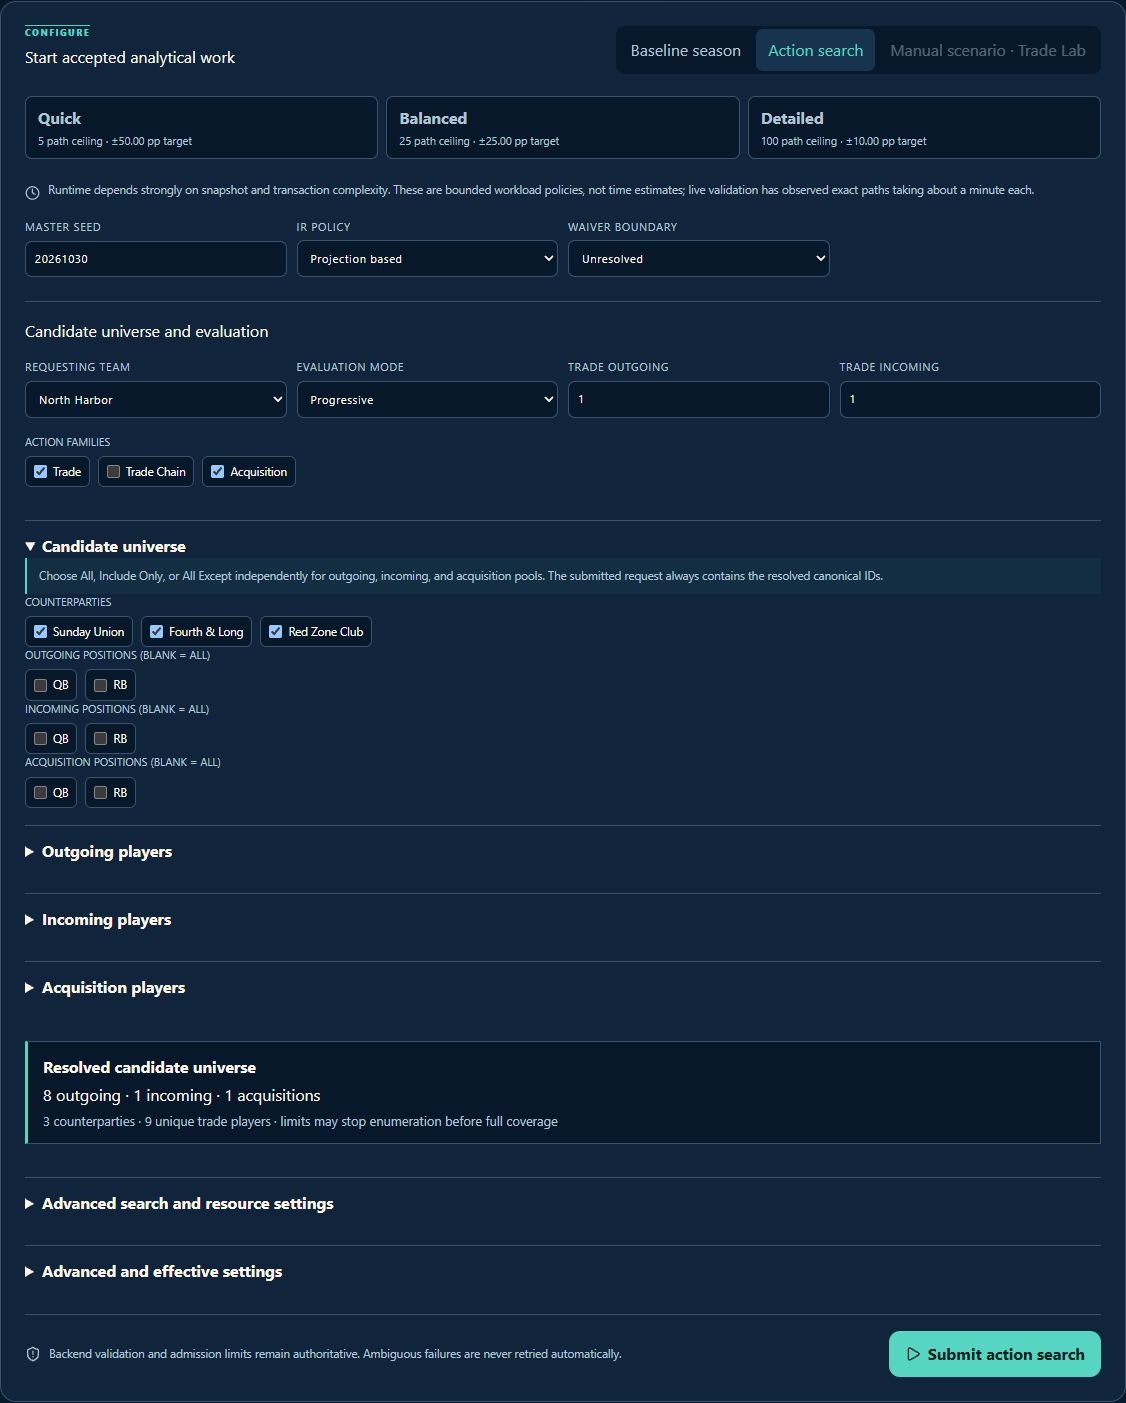 CONFIGURE
Start accepted analytical work
Baseline season
Action search
Manual scenario · Trade Lab
Quick
5 path ceiling · ±50.00 pp target
Balanced
25 path ceiling · ±25.00 pp target
Detailed
100 path ceiling · ±10.00 pp target
Runtime depends strongly on snapshot and transaction complexity. These are bounded workload policies, not time estimates; live validation has observed exact paths taking about a minute each.
MASTER SEED
20261030
IR POLICY
Projection based
WAIVER BOUNDARY
Unresolved
Candidate universe and evaluation
REQUESTING TEAM
North Harbor
EVALUATION MODE
Progressive
TRADE OUTGOING
1
TRADE INCOMING
1
ACTION FAMILIES
Trade
Trade Chain
Acquisition
Candidate universe
Choose All, Include Only, or All Except independently for outgoing, incoming, and acquisition pools. The submitted request always contains the resolved canonical IDs.
COUNTERPARTIES
Sunday Union
Fourth & Long
Red Zone Club
OUTGOING POSITIONS (BLANK = ALL)
QB
RB
INCOMING POSITIONS (BLANK = ALL)
QB
RB
ACQUISITION POSITIONS (BLANK = ALL)
QB
RB
Outgoing players
Incoming players
Acquisition players
Resolved candidate universe
8 outgoing · 1 incoming · 1 acquisitions
3 counterparties · 9 unique trade players · limits may stop enumeration before full coverage
Advanced search and resource settings
Advanced and effective settings
Backend validation and admission limits remain authoritative. Ambiguous failures are never retried automatically.
Submit action search